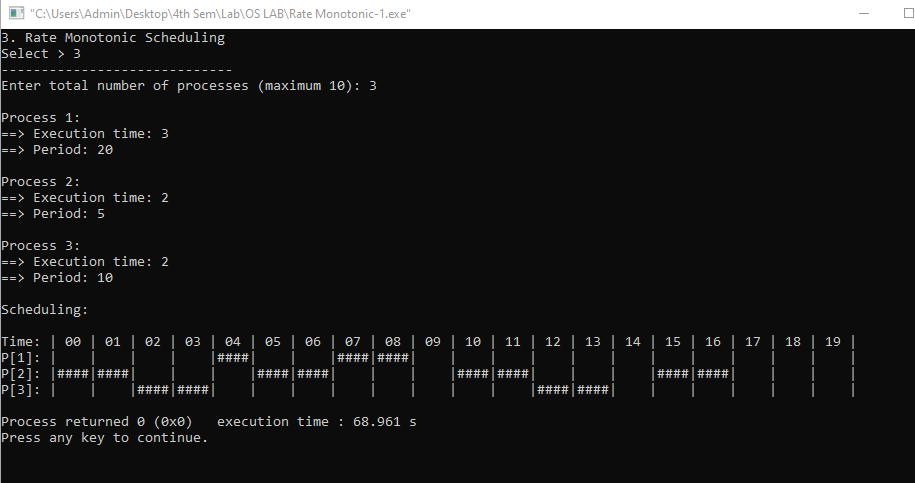 "C:\Users\Admin\Desktop\4th Sem\Lab\OS LAB\Rate Monotonic-1.exe"
3. Rate Monotonic Scheduling
Select > 3
-----------------------------
Enter total number of processes (maximum 10): 3
Process 1:
==> Execution time: 3
==> Period: 20
Process 2:
==> Execution time: 2
==> Period: 5
Process 3:
==> Execution time: 2
==> Period: 10
Scheduling:
Time: | 00 | 01 | 02 | 03 | 04 | 05 | 06 | 07 | 08 | 09 | 10 | 11 | 12 | 13 | 14 | 15 | 16 | 17 | 18 | 19 |
P[1]: |    |    |    |    |####|    |    |####|####|    |    |    |    |    |    |    |    |    |    |    |
P[2]: |####|####|    |    |    |####|####|    |    |    |####|####|    |    |    |####|####|    |    |    |
P[3]: |    |    |####|####|    |    |    |    |    |    |    |    |####|####|    |    |    |    |    |    |
Process returned 0 (0x0)   execution time : 68.961 s
Press any key to continue.